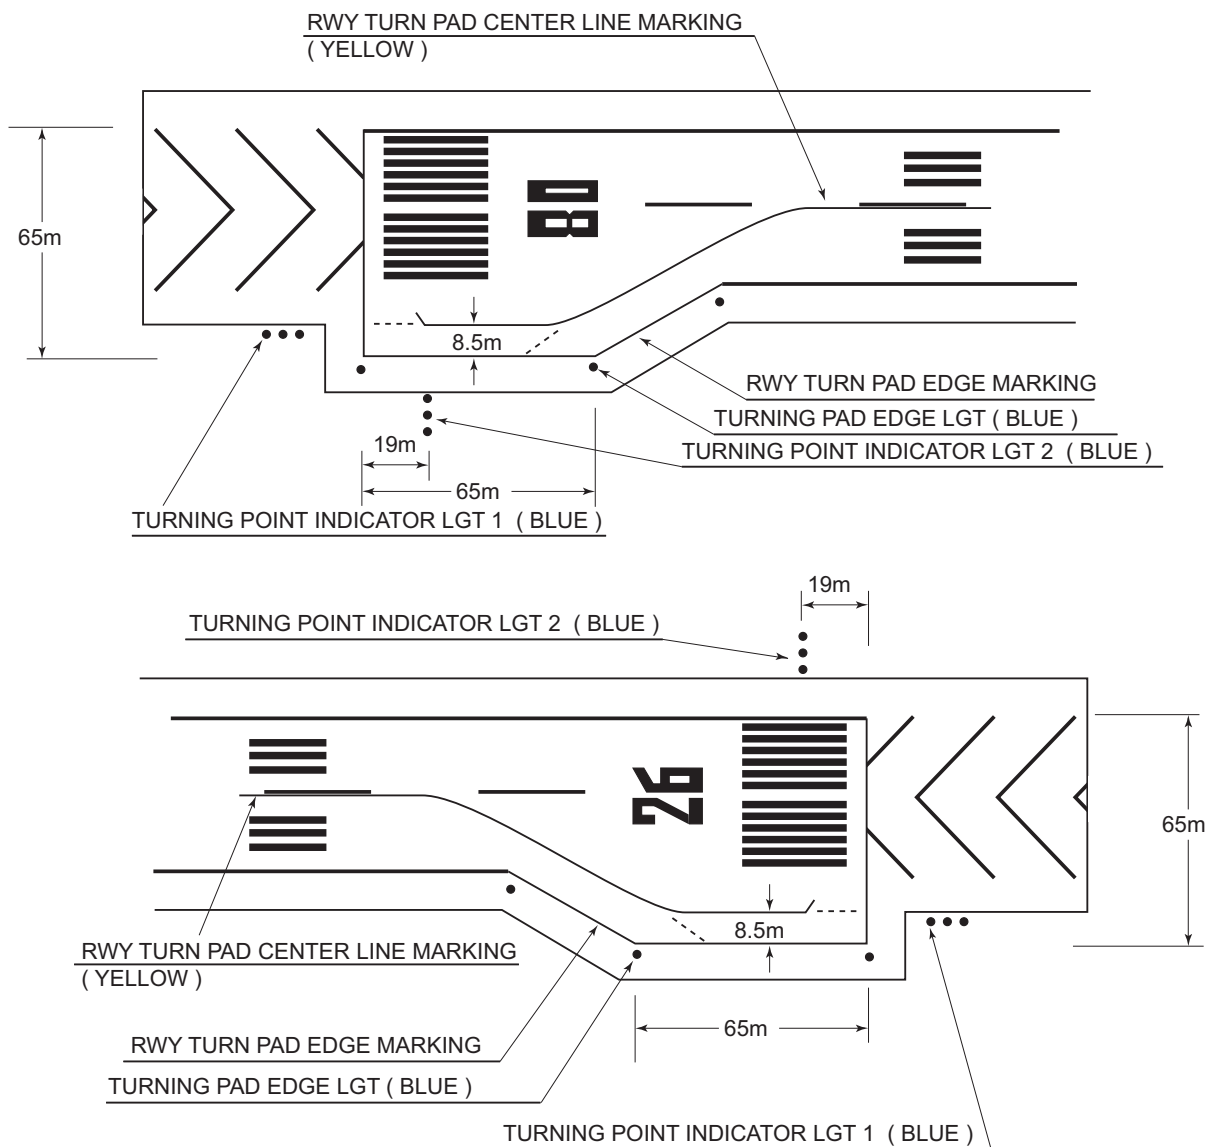 RWY TURN PAD CENTER LINE MARKING
( YELLOW )
65m
08
8.5m
RWY TURN PAD EDGE MARKING
TURNING PAD EDGE LGT ( BLUE )
TURNING POINT INDICATOR LGT 2 ( BLUE )
19m
65m
TURNING POINT INDICATOR LGT 1 ( BLUE )
19m
TURNING POINT INDICATOR LGT 2 ( BLUE )
26
65m
8.5m
RWY TURN PAD CENTER LINE MARKING
( YELLOW )
65m
RWY TURN PAD EDGE MARKING
TURNING PAD EDGE LGT ( BLUE )
TURNING POINT INDICATOR LGT 1 ( BLUE )